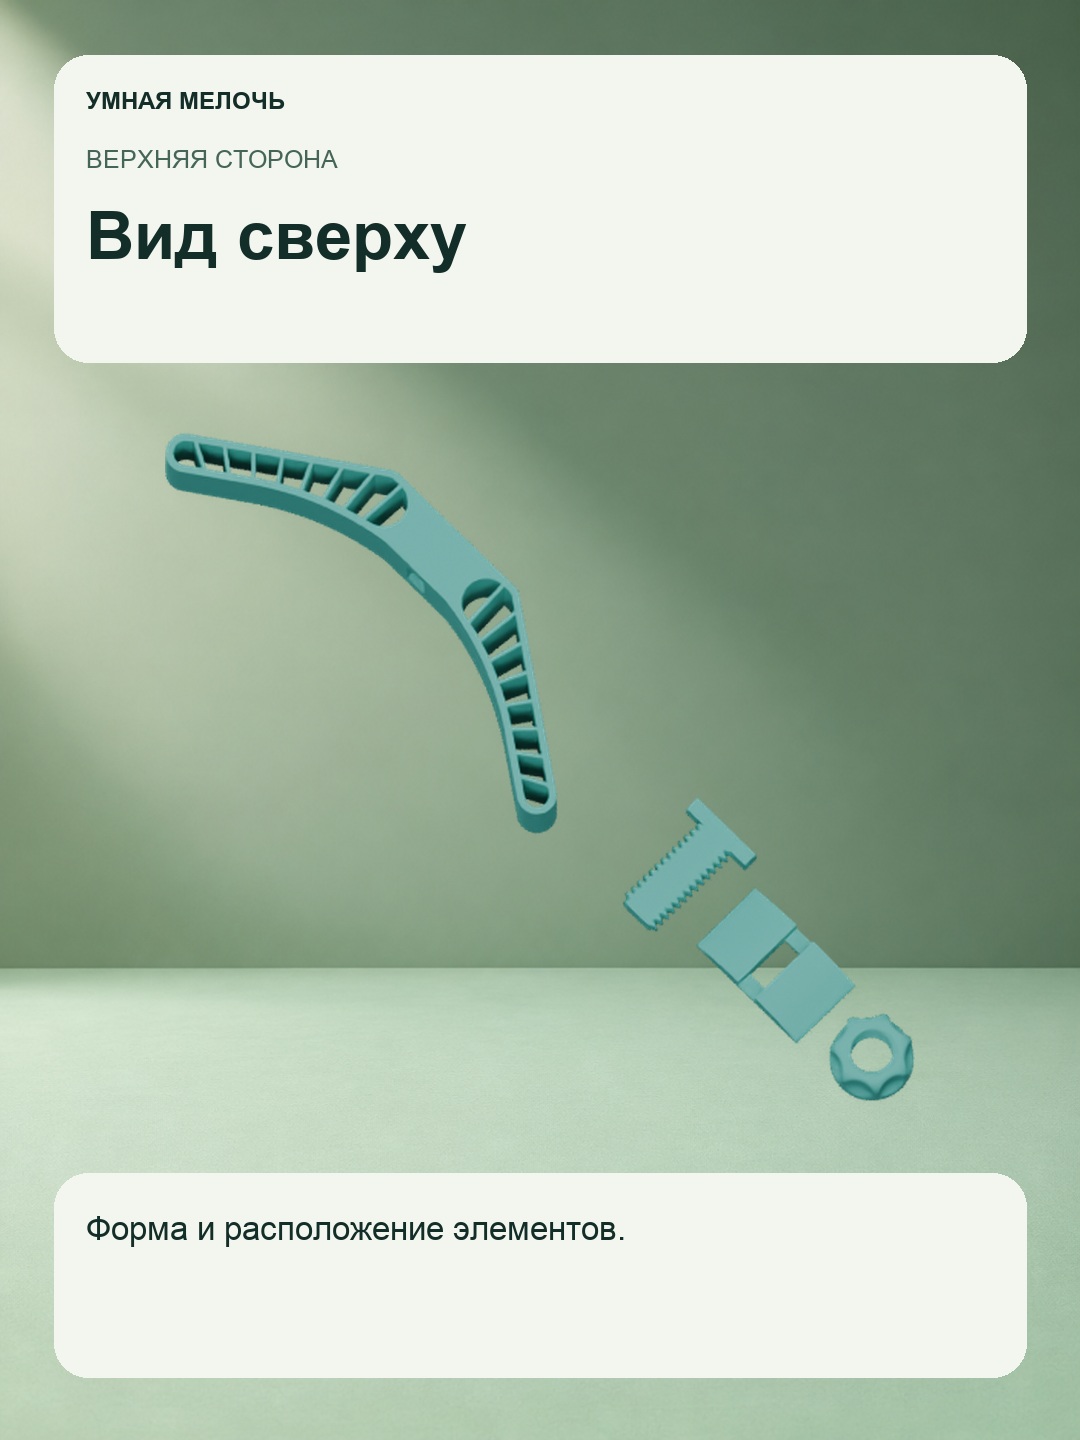 УМНАЯ МЕЛОЧЬ
ВЕРХНЯЯ СТОРОНА
Вид сверху
Форма и расположение элементов.